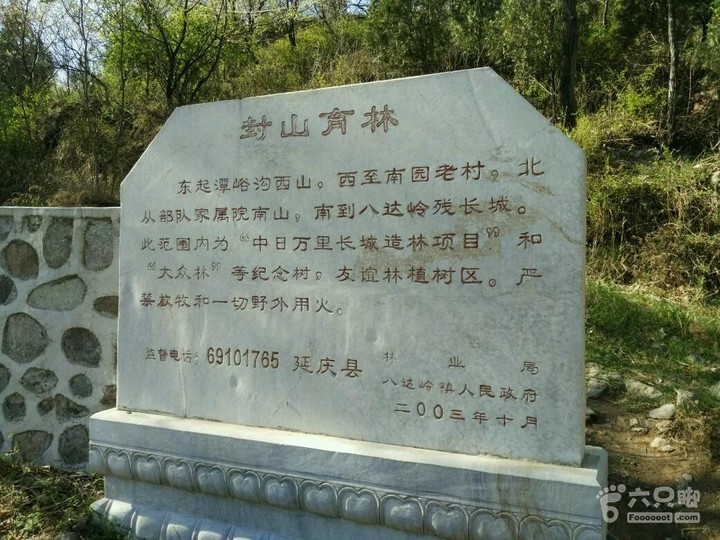 封山育林
东起潭峪沟西山。西至南园老村。北
从部队家属院南山，南到八达岭残长城。
此范围内为“中日万里长城造林项目”和
“大众林”等纪念树，友谊林植树区。严
禁放牧和一切野外用火。
监督电话：69101765 延庆县 林业局
八达岭镇人民政府
二〇〇三年十月
六只脚
Foooooot.com